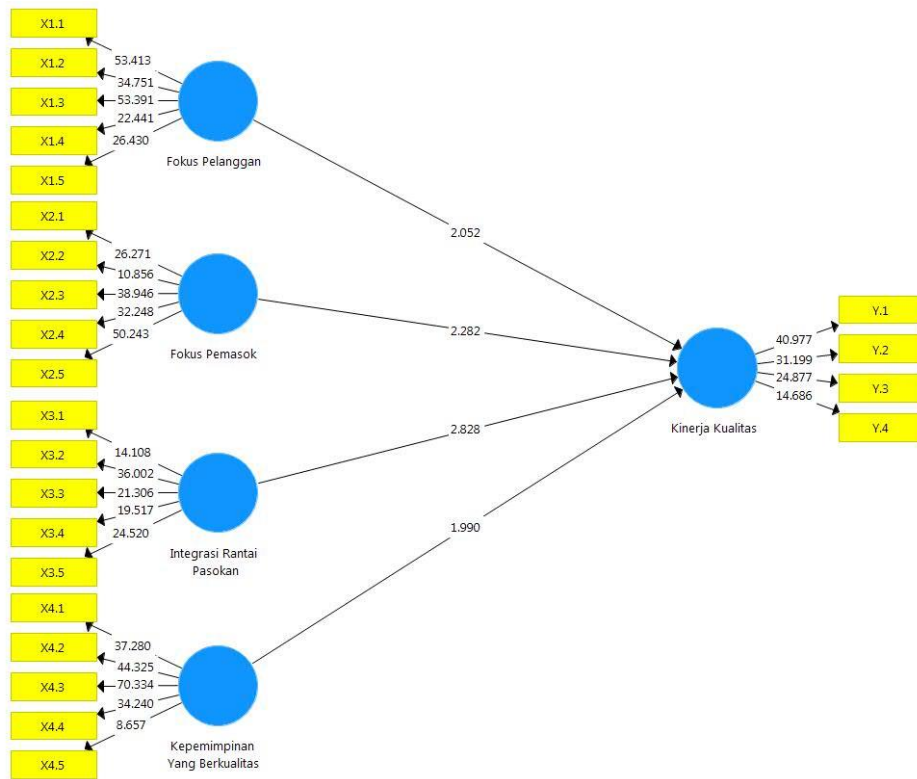 X1.1
X1.2
X1.3
X1.4
X1.5
53.413
34.751
53.391
22.441
26.430
Fokus Pelanggan
X2.1
X2.2
X2.3
X2.4
X2.5
26.271
10.856
38.946
32.248
50.243
Fokus Pemasok
X3.1
X3.2
X3.3
X3.4
X3.5
14.108
36.002
21.306
19.517
24.520
Integrasi Rantai
Pasokan
X4.1
X4.2
X4.3
X4.4
X4.5
37.280
44.325
70.334
34.240
8.657
Kepemimpinan
Yang Berkualitas
2.052
2.282
2.828
1.990
Kinerja Kualitas
40.977
31.199
24.877
14.686
Y.1
Y.2
Y.3
Y.4